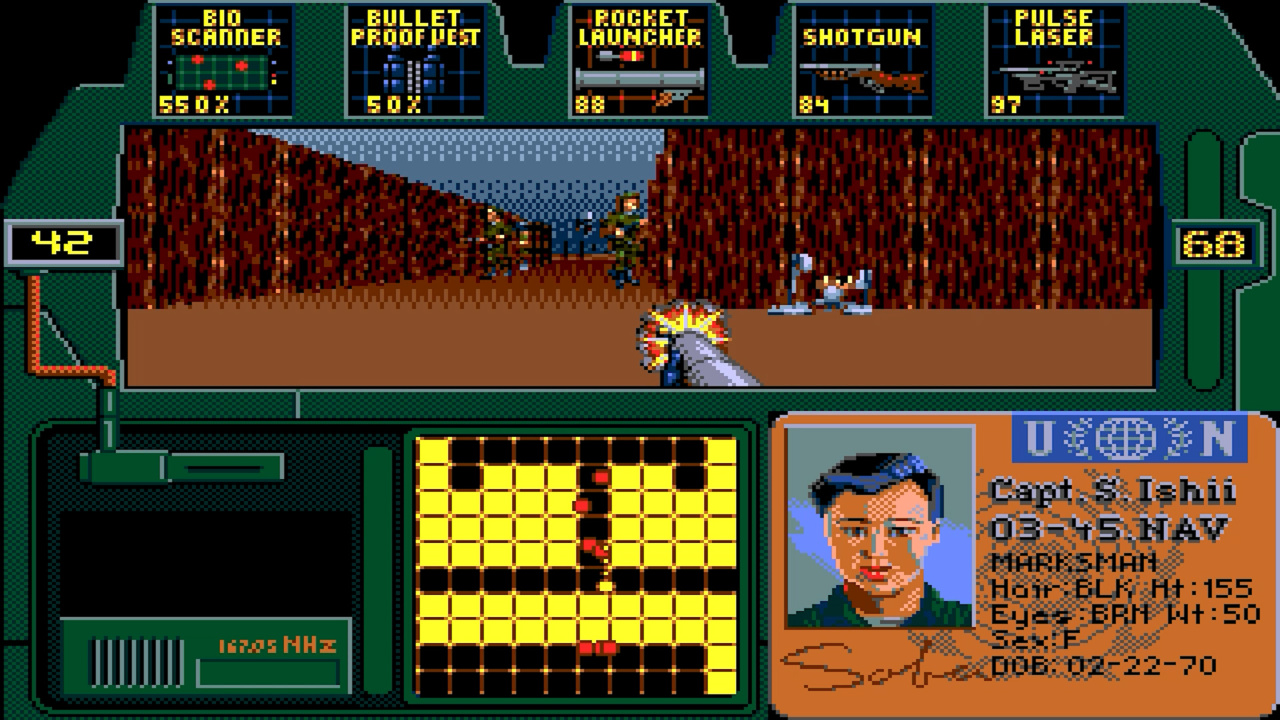 BIO
SCANNER
550%
BULLET
PROOF VEST
50%
ROCKET
LAUNCHER
88
SHOTGUN
84
PULSE
LASER
97
42
68
167.05 MHz
UN
Capt. S. Ishii
03-45.NAV
MARKSMAN
Hair:BLK Ht:155
Eyes:BRN Wt:50
Sex:F
DOB:02-22-70